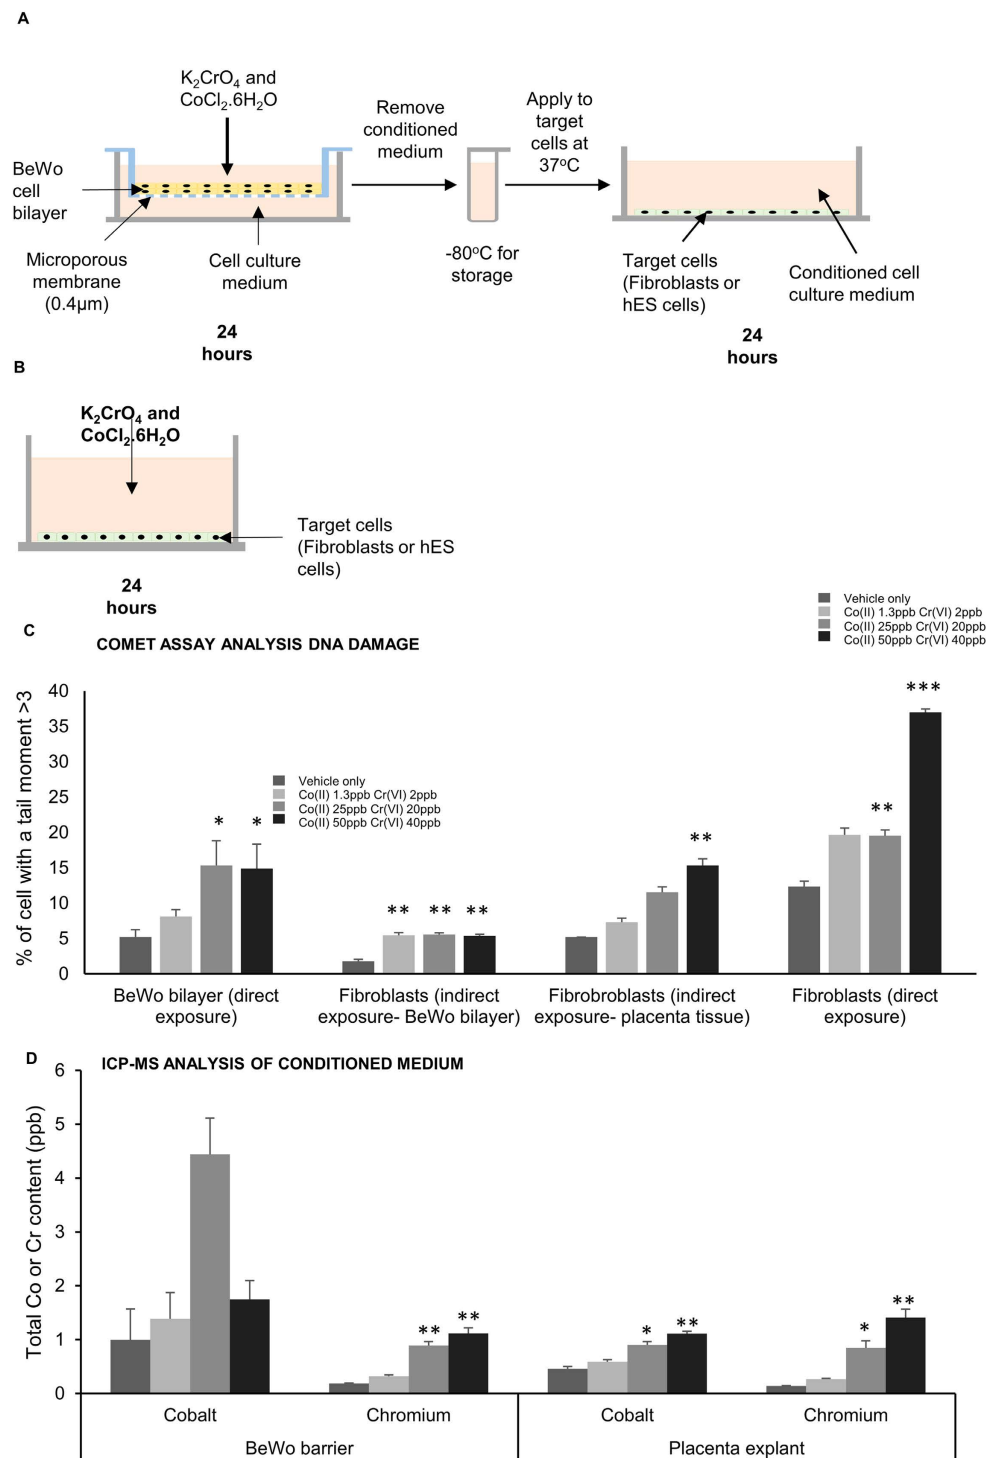 A
K₂CrO₄ and
CoCl₂.6H₂O
BeWo
cell
bilayer
Microporous
membrane
(0.4μm)
Cell culture
medium
24
hours
Remove
conditioned
medium
-80°C for
storage
Apply to
target
cells at
37°C
Target cells
(Fibroblasts or
hES cells)
Conditioned cell
culture medium
24
hours
B
K₂CrO₄ and
CoCl₂.6H₂O
Target cells
(Fibroblasts or hES
cells)
24
hours
Vehicle only
Co(II) 1.3ppb Cr(VI) 2ppb
Co(II) 25ppb Cr(VI) 20ppb
Co(II) 50ppb Cr(VI) 40ppb
C
COMET ASSAY ANALYSIS DNA DAMAGE
% of cell with a tail moment >3
40
35
30
25
20
15
10
5
0
Vehicle only
Co(II) 1.3ppb Cr(VI) 2ppb
Co(II) 25ppb Cr(VI) 20ppb
Co(II) 50ppb Cr(VI) 40ppb
* *
** ** **
**
** ***
BeWo bilayer (direct
exposure)
Fibroblasts (indirect
exposure- BeWo bilayer)
Fibrobroblasts (indirect
exposure- placenta tissue)
Fibroblasts (direct
exposure)
D
ICP-MS ANALYSIS OF CONDITIONED MEDIUM
Total Co or Cr content (ppb)
6
5
4
3
2
1
0
** **
* **
* **
Cobalt
Chromium
Cobalt
Chromium
BeWo barrier
Placenta explant